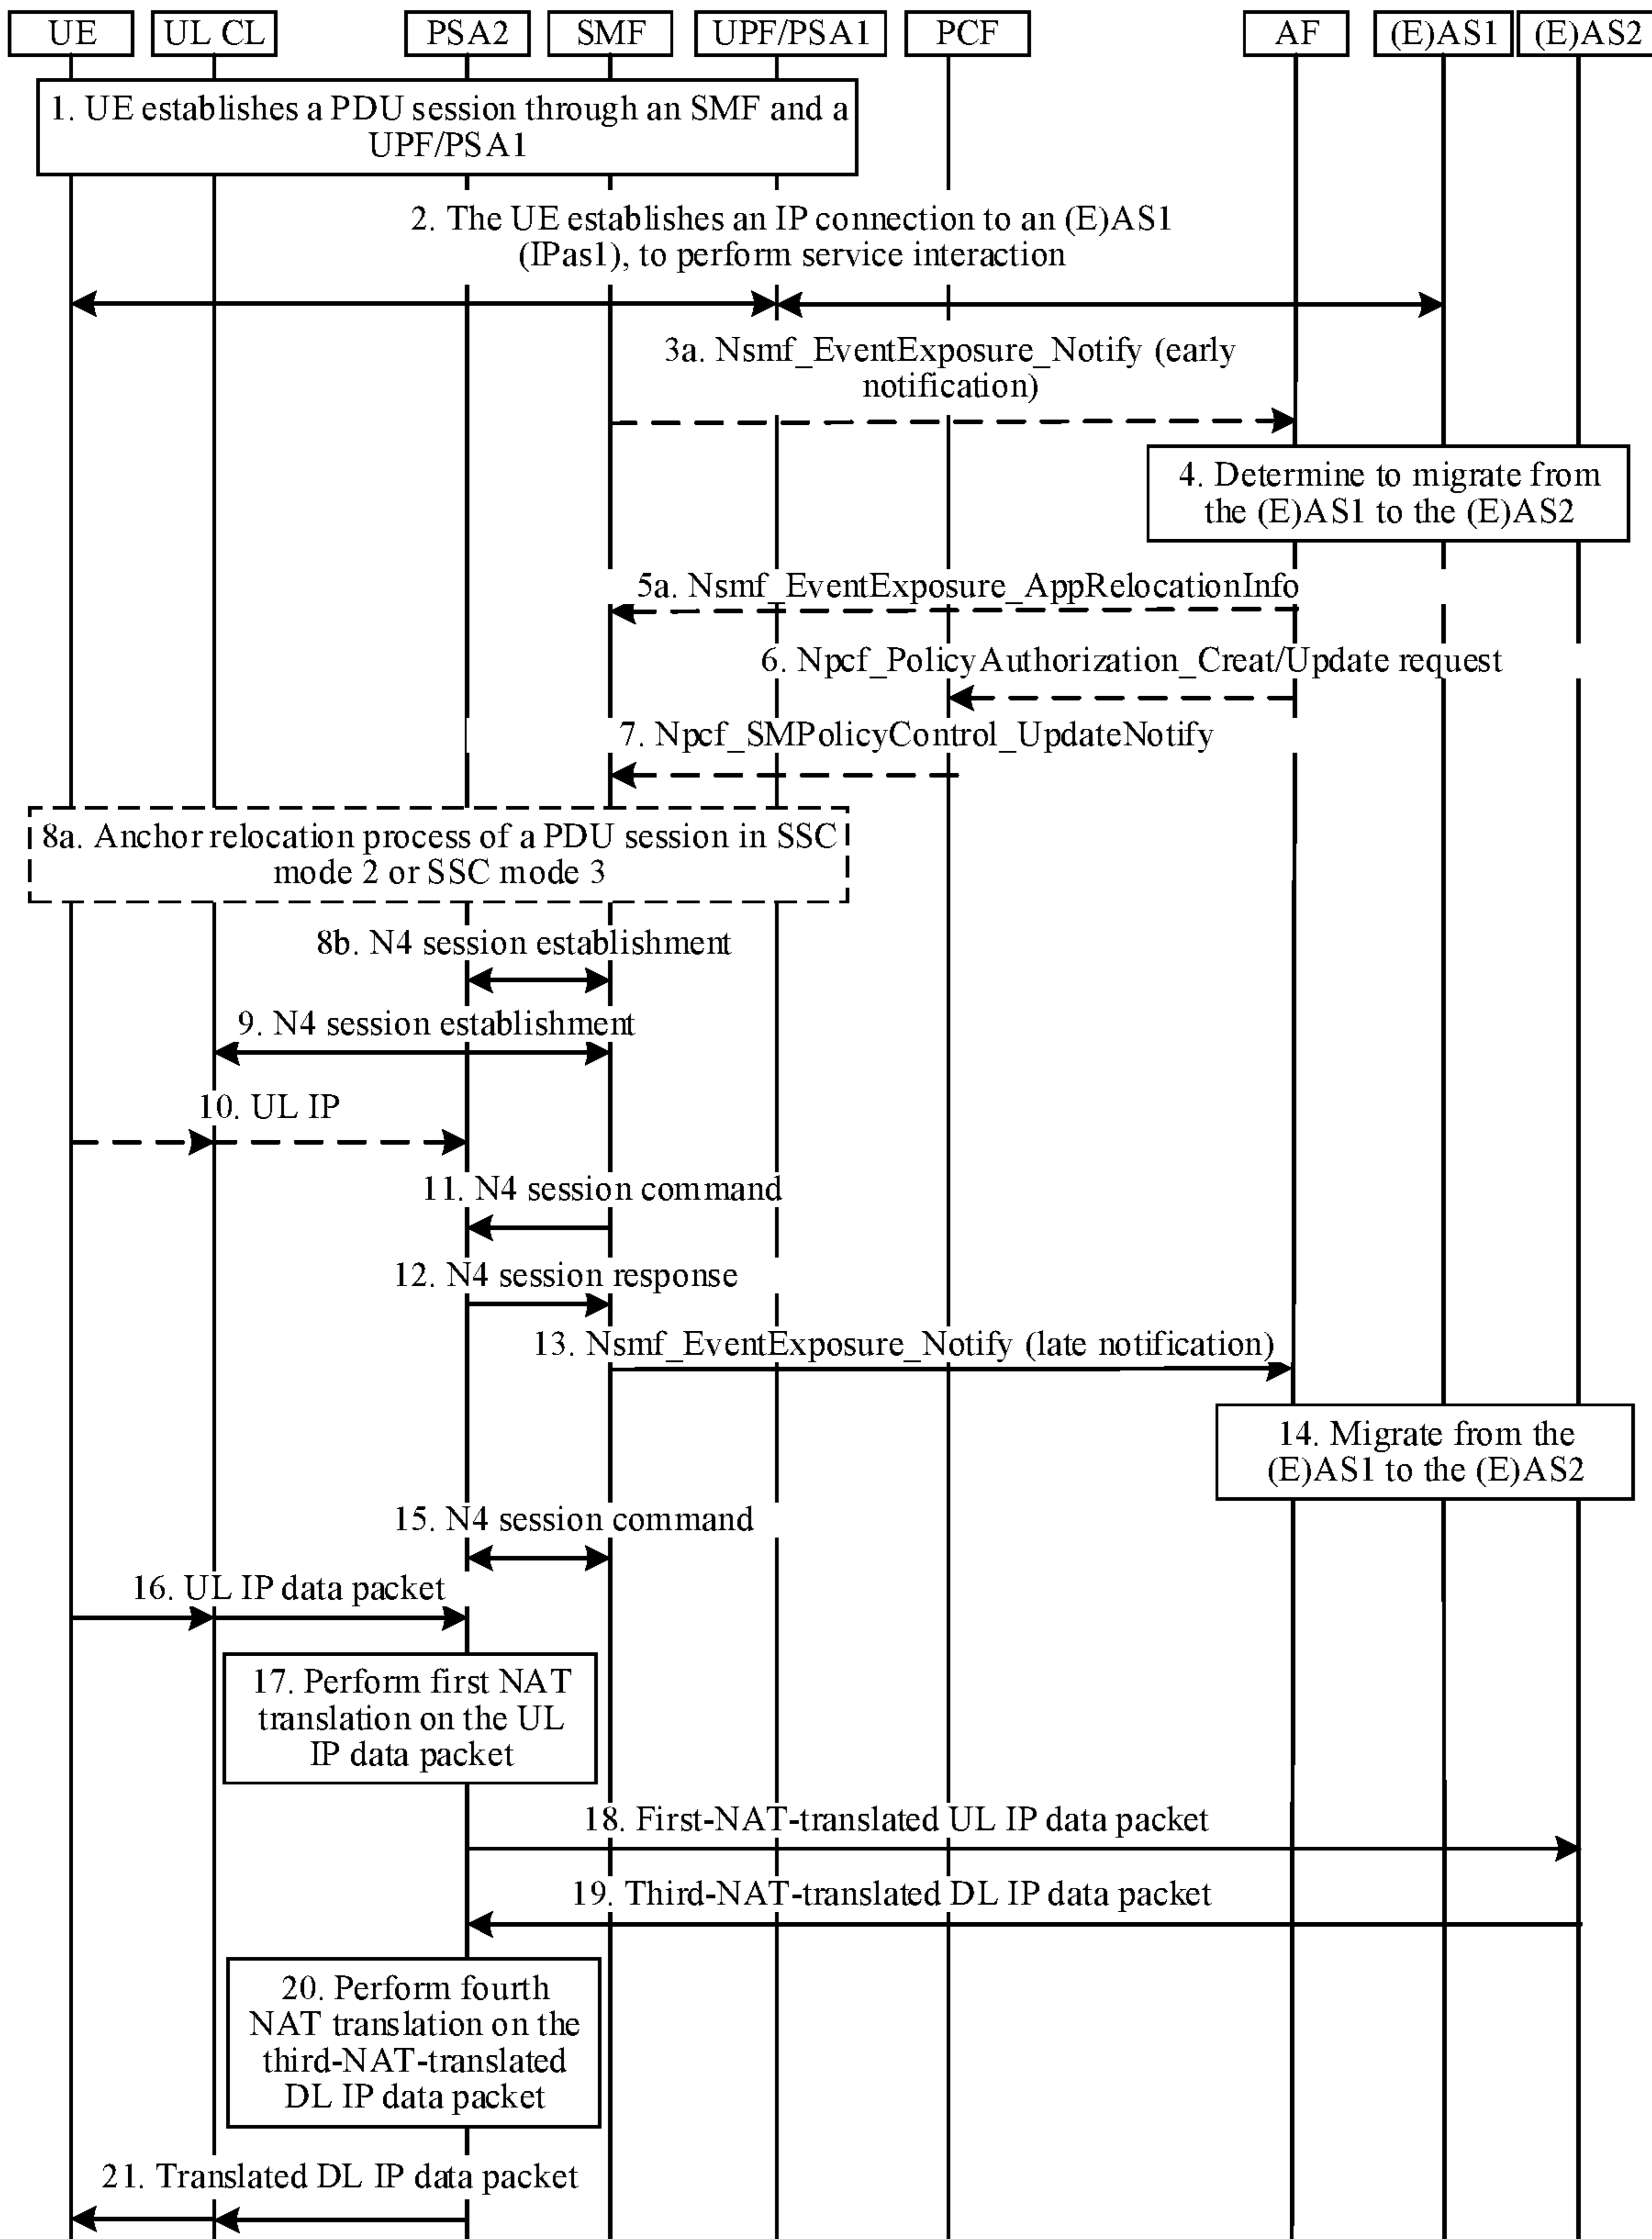 UE
UL CL
PSA2
SMF
UPF/PSA1
PCF
AF
(E)AS1
(E)AS2
1. UE establishes a PDU session through an SMF and a
UPF/PSA1
2. The UE establishes an IP connection to an (E)AS1
(IPas1), to perform service interaction
3a. Nsmf_EventExposure_Notify (early
notification)
4. Determine to migrate from
the (E)AS1 to the (E)AS2
5a. Nsmf_EventExposure_AppRelocationInfo
6. Npcf_PolicyAuthorization_Creat/Update request
7. Npcf_SMPolicyControl_UpdateNotify
8a. Anchor relocation process of a PDU session in SSC
mode 2 or SSC mode 3
8b. N4 session establishment
9. N4 session establishment
10. UL IP
11. N4 session command
12. N4 session response
13. Nsmf_EventExposure_Notify (late notification)
14. Migrate from the
(E)AS1 to the (E)AS2
15. N4 session command
16. UL IP data packet
17. Perform first NAT
translation on the UL
IP data packet
18. First-NAT-translated UL IP data packet
19. Third-NAT-translated DL IP data packet
20. Perform fourth
NAT translation on the
third-NAT-translated
DL IP data packet
21. Translated DL IP data packet